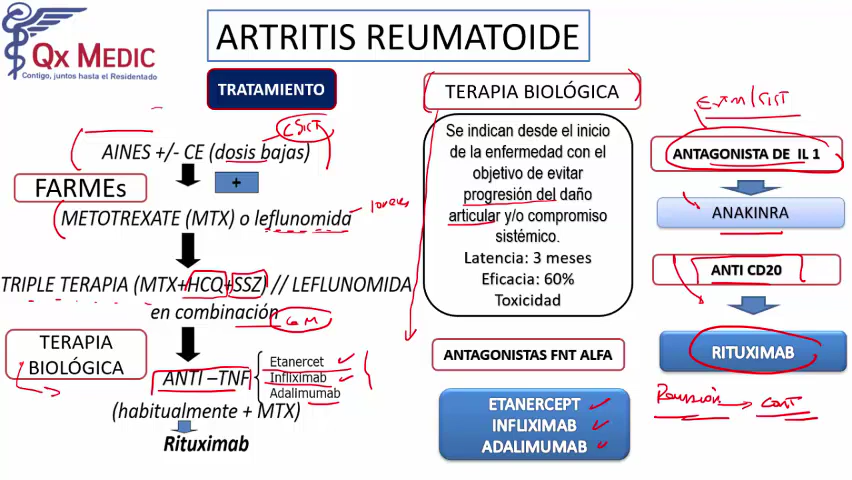 Qx MEDIC
Contigo, juntos hasta el Residentado
ARTRITIS REUMATOIDE
TRATAMIENTO
AINES +/- CE (dosis bajas)
FARMEs
+
METOTREXATE (MTX) o leflunomida
TRIPLE TERAPIA (MTX+HCQ+SSZ) // LEFLUNOMIDA
en combinación
6 M
TERAPIA
BIOLÓGICA
ANTI –TNF
Etanercet
Infliximab
Adalimumab
(habitualmente + MTX)
Rituximab
TERAPIA BIOLÓGICA
Se indican desde el inicio
de la enfermedad con el
objetivo de evitar
progresión del daño
articular y/o compromiso
sistémico.
Latencia: 3 meses
Eficacia: 60%
Toxicidad
ANTAGONISTAS FNT ALFA
ETANERCEPT
INFLIXIMAB
ADALIMUMAB
ANTAGONISTA DE IL 1
ANAKINRA
ANTI CD20
RITUXIMAB
Remisión